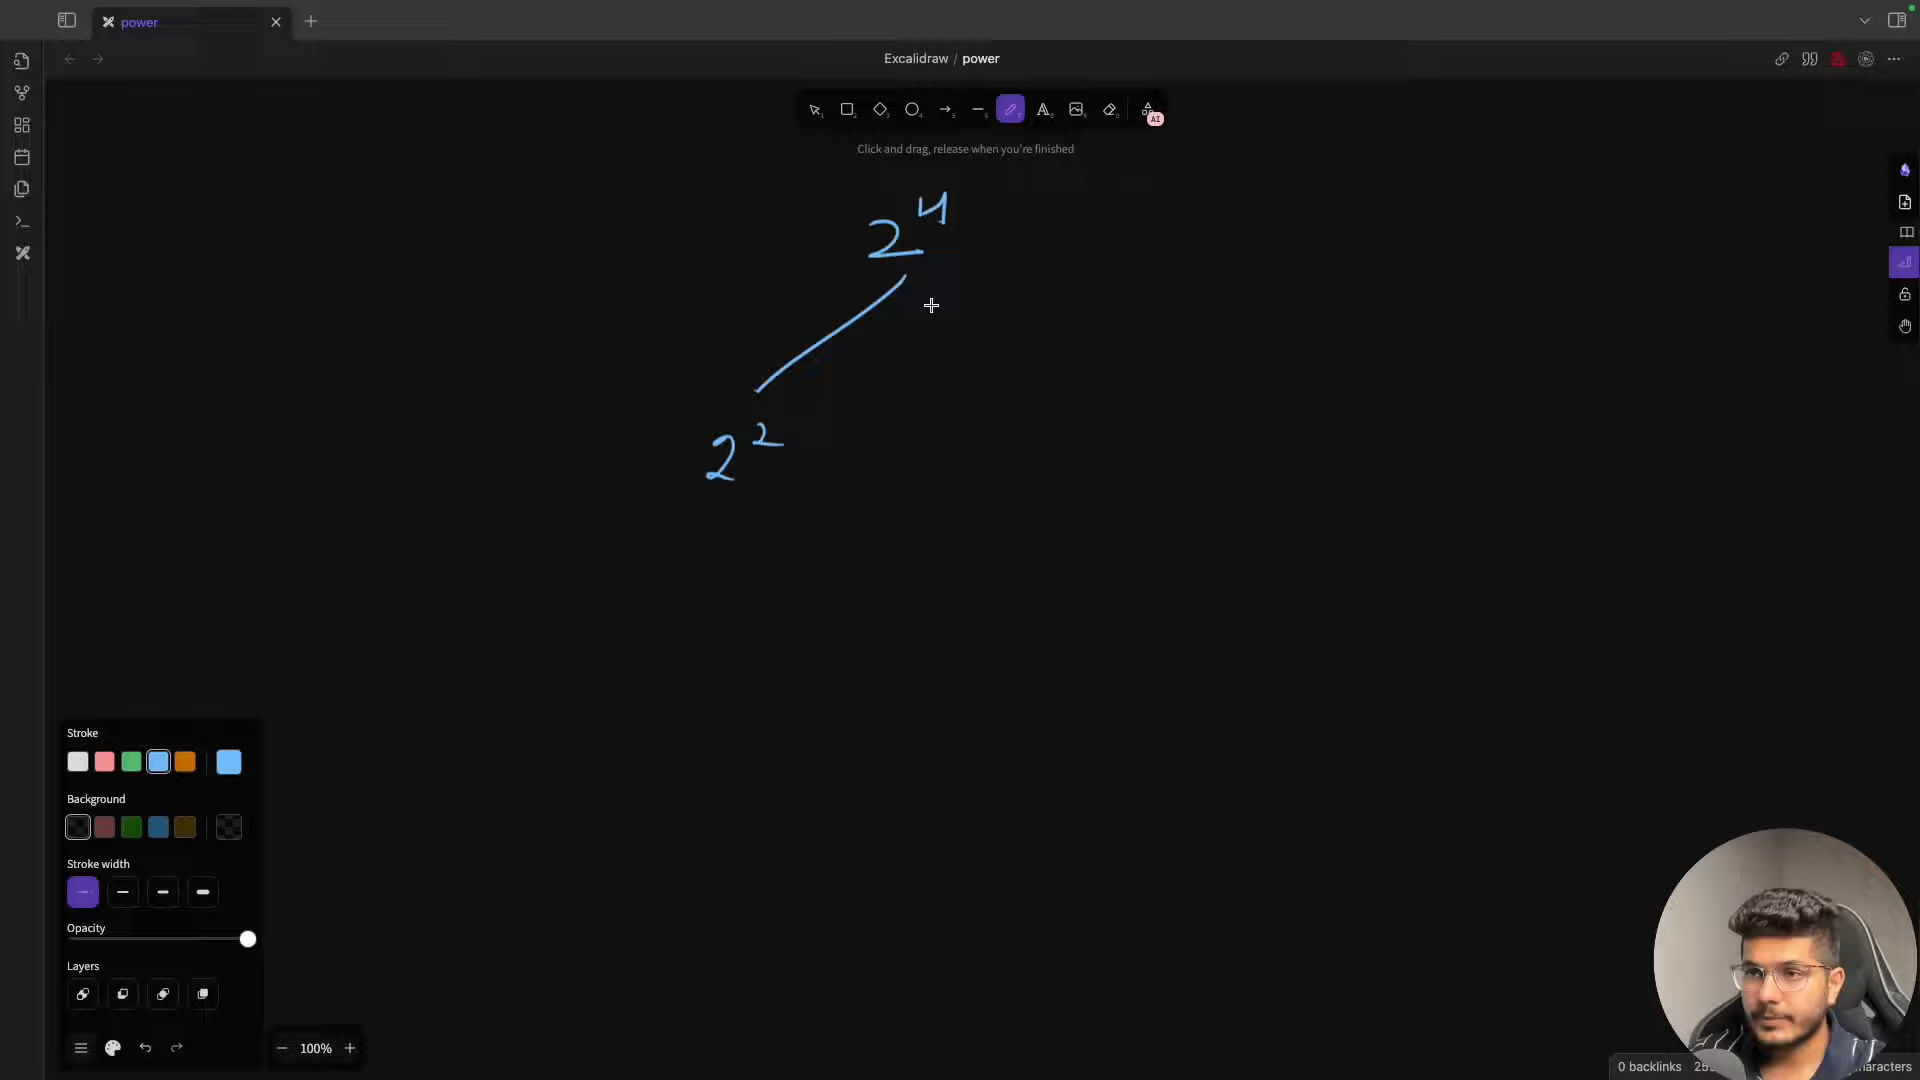 power
Excalidraw / power
AI
Click and drag, release when you're finished
2⁴
2²
Stroke
Background
Stroke width
Opacity
Layers
100%
0 backlinks